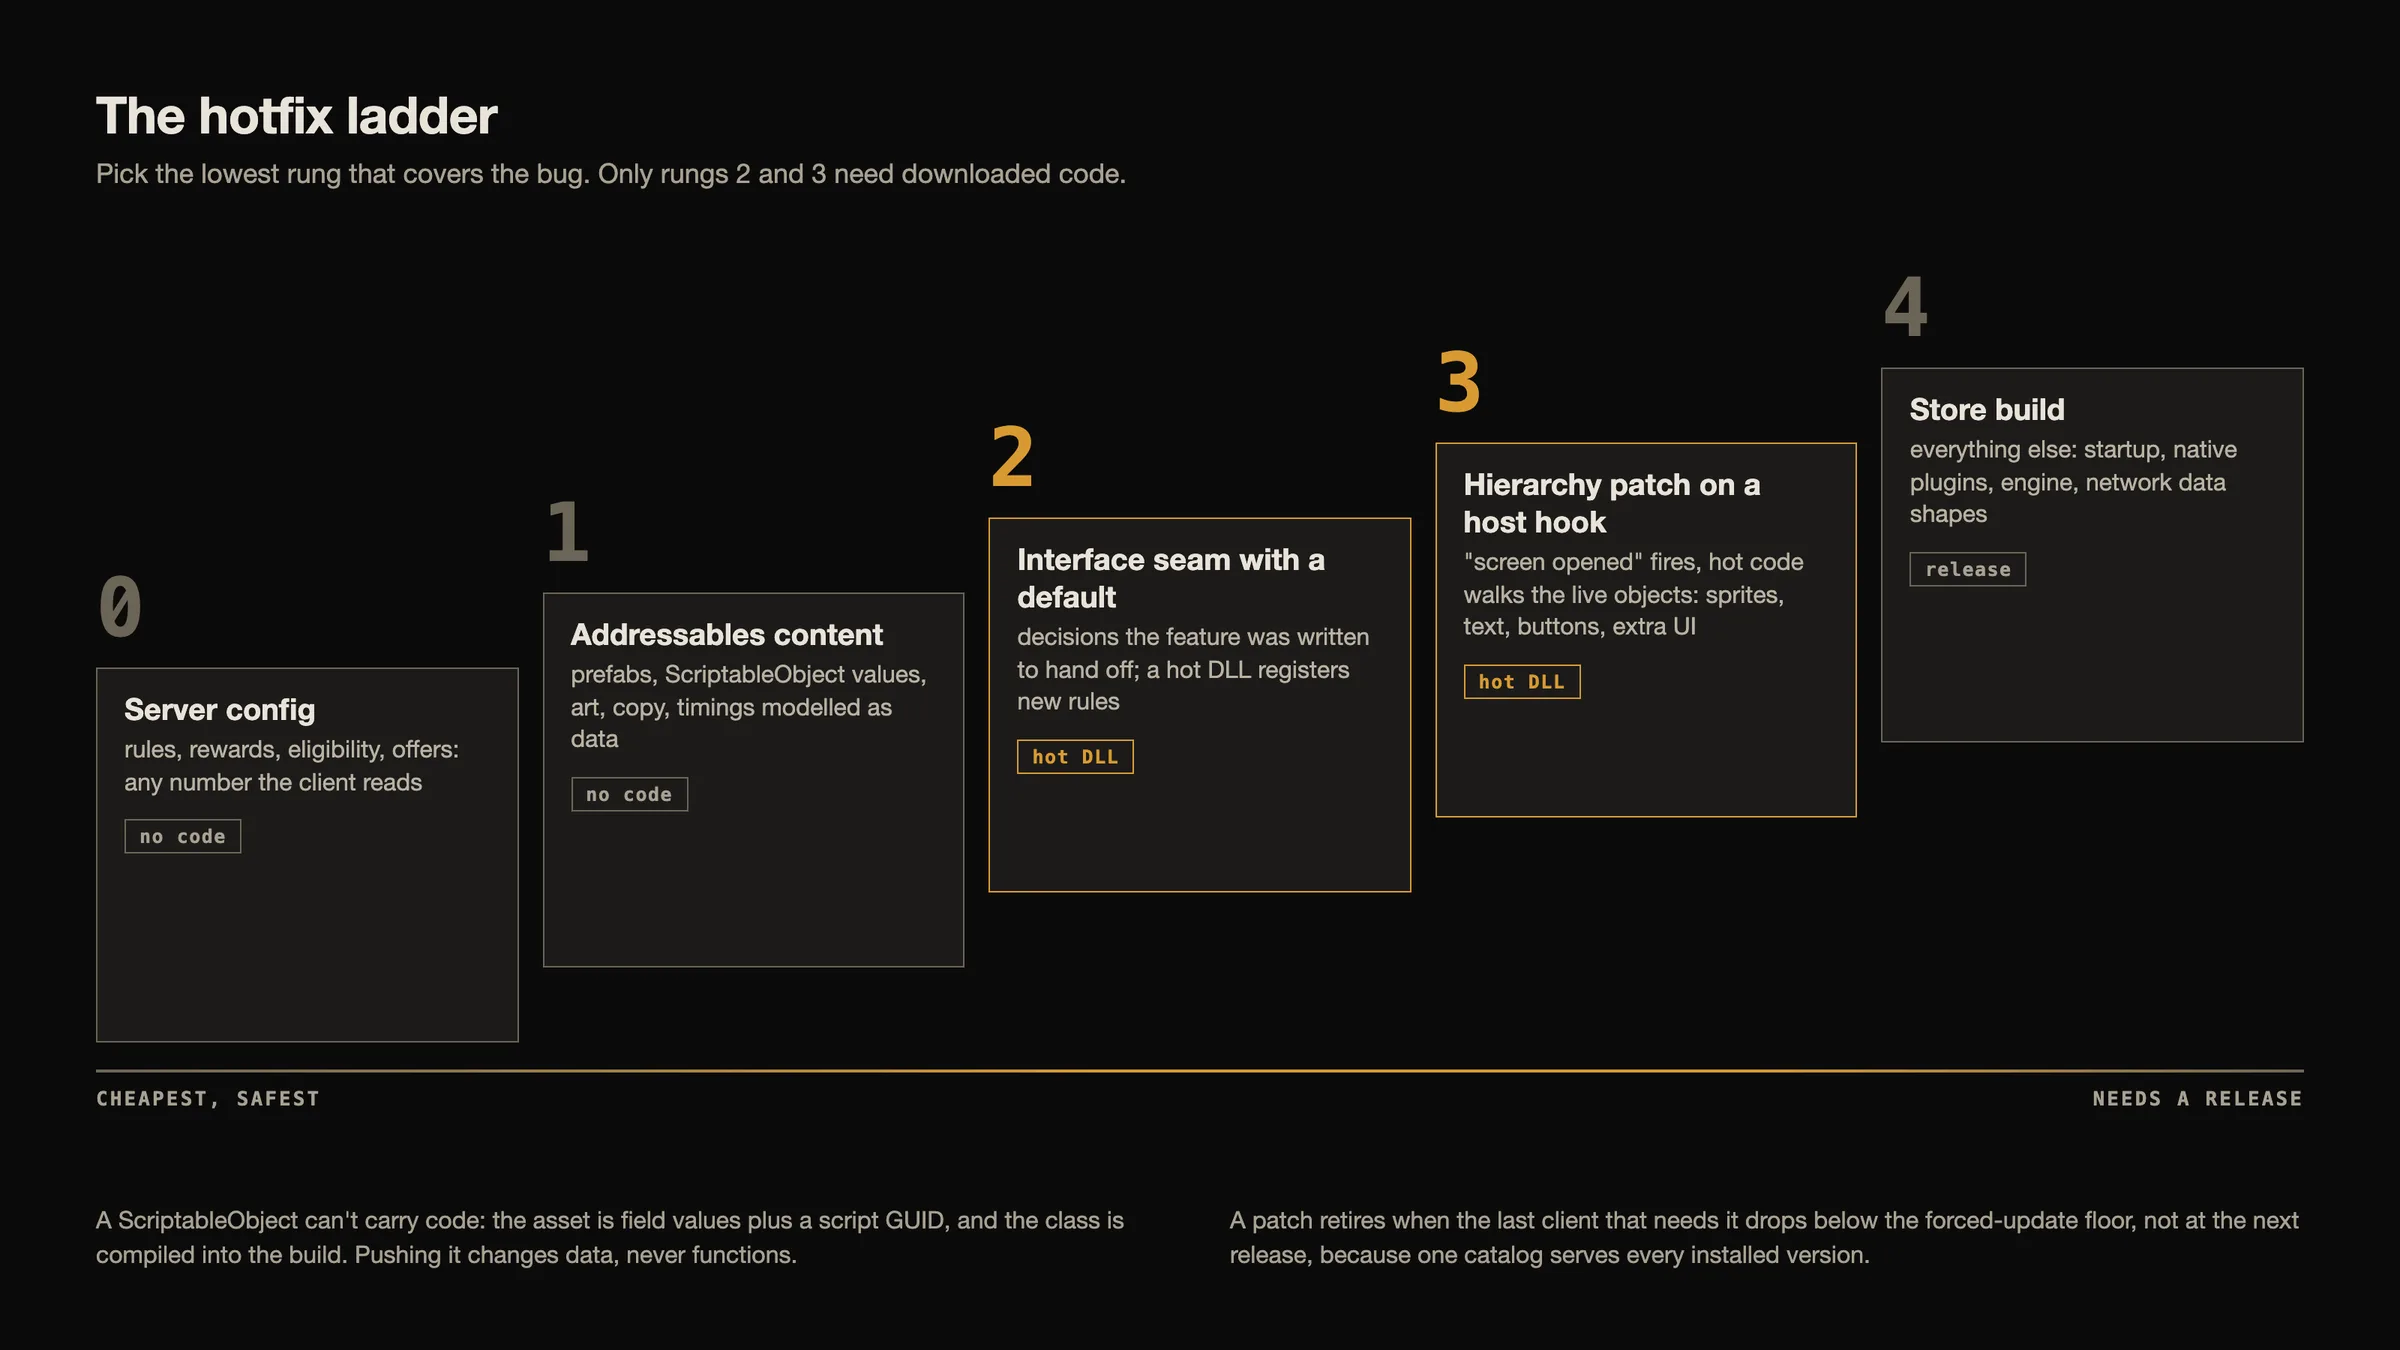 The hotfix ladder
Pick the lowest rung that covers the bug. Only rungs 2 and 3 need downloaded code.
0
Server config
rules, rewards, eligibility, offers:
any number the client reads
no code
1
Addressables content
prefabs, ScriptableObject values,
art, copy, timings modelled as
data
no code
2
Interface seam with a
default
decisions the feature was written
to hand off; a hot DLL registers
new rules
hot DLL
3
Hierarchy patch on a
host hook
"screen opened" fires, hot code
walks the live objects: sprites,
text, buttons, extra UI
hot DLL
4
Store build
everything else: startup, native
plugins, engine, network data
shapes
release
CHEAPEST, SAFEST
NEEDS A RELEASE
A ScriptableObject can't carry code: the asset is field values plus a script GUID, and the class is
compiled into the build. Pushing it changes data, never functions.
A patch retires when the last client that needs it drops below the forced-update floor, not at the next
release, because one catalog serves every installed version.